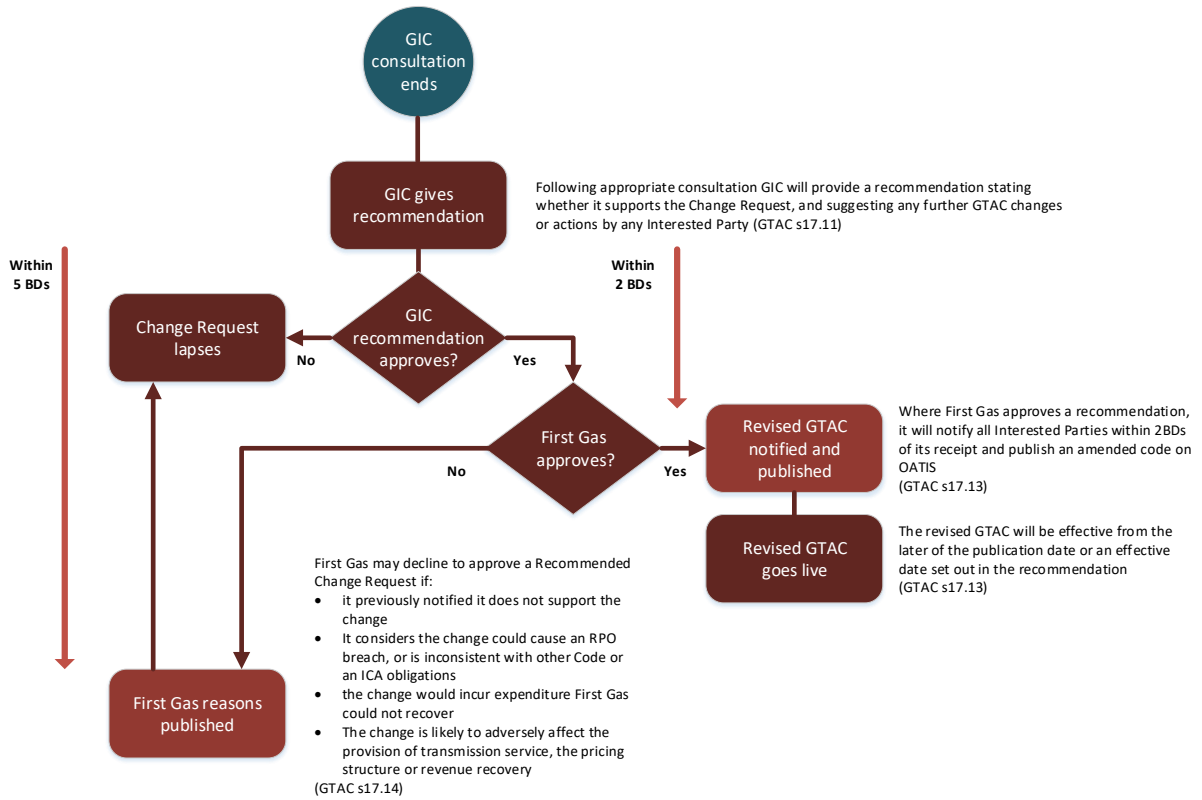 GIC
consultation
ends
GIC gives
recommendation
Following appropriate consultation GIC will provide a recommendation stating
whether it supports the Change Request, and suggesting any further GTAC changes
or actions by any Interested Party (GTAC s17.11)
Within
5 BDs
Within
2 BDs
Change Request
lapses
GIC
recommendation
approves?
No
Yes
First Gas
approves?
No
Yes
Revised GTAC
notified and
published
Where First Gas approves a recommendation,
it will notify all Interested Parties within 2BDs
of its receipt and publish an amended code on
OATIS
(GTAC s17.13)
Revised GTAC
goes live
The revised GTAC will be effective from the
later of the publication date or an effective
date set out in the recommendation
(GTAC s17.13)
First Gas may decline to approve a Recommended
Change Request if:
• it previously notified it does not support the
change
• It considers the change could cause an RPO
breach, or is inconsistent with other Code or
an ICA obligations
• the change would incur expenditure First Gas
could not recover
• The change is likely to adversely affect the
provision of transmission service, the pricing
structure or revenue recovery
(GTAC s17.14)
First Gas reasons
published